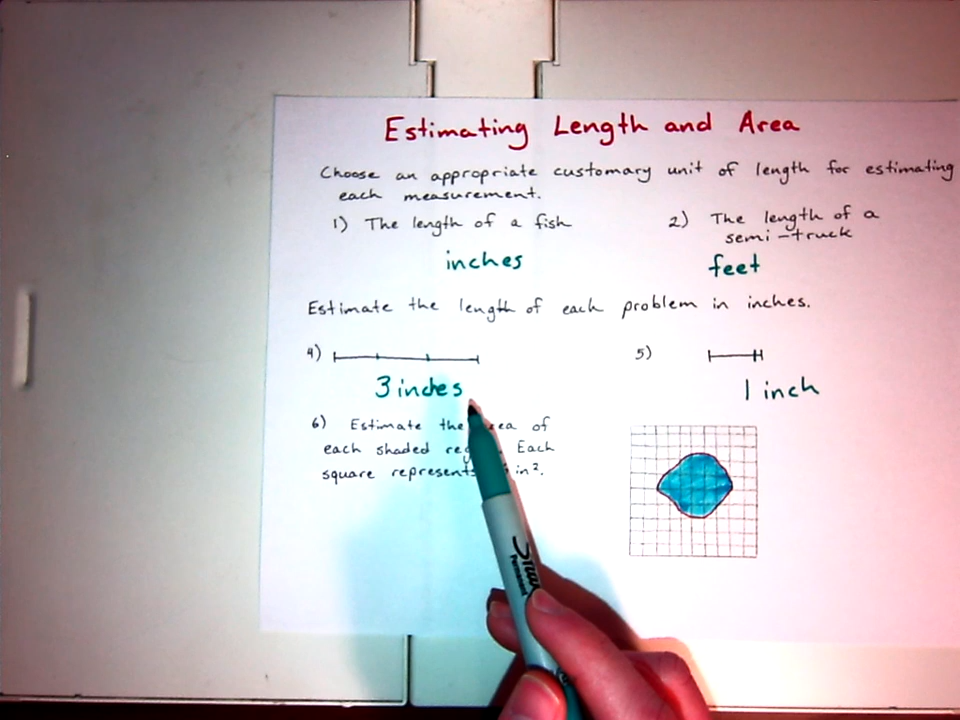 Estimating Length and Area
Choose an appropriate customary unit of length for estimating
each measurement.
1) The length of a fish
inches
2) The length of a
semi-truck
feet
Estimate the length of each problem in inches.
4)
3 inches
5)
1 inch
6) Estimate the of
each shaded Each
square represents in².
Permanent